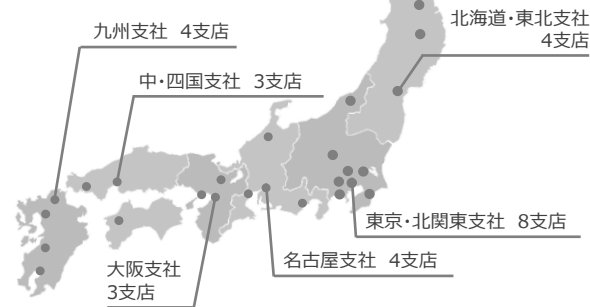 北海道・東北支社
4支店
九州支社 4支店
中・四国支社 3支店
東京・北関東支社 8支店
名古屋支社 4支店
大阪支社
3支店